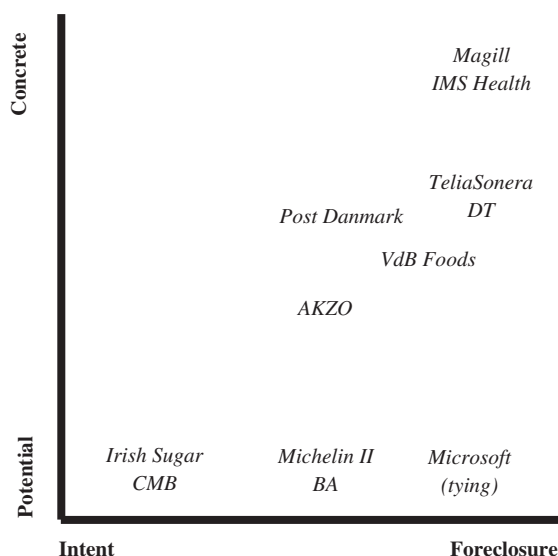 Concrete
Magill
IMS Health
TeliaSonera
DT
Post Danmark
VdB Foods
AKZO
Potential
Irish Sugar
CMB
Michelin II
BA
Microsoft
(tying)
Intent
Foreclosure